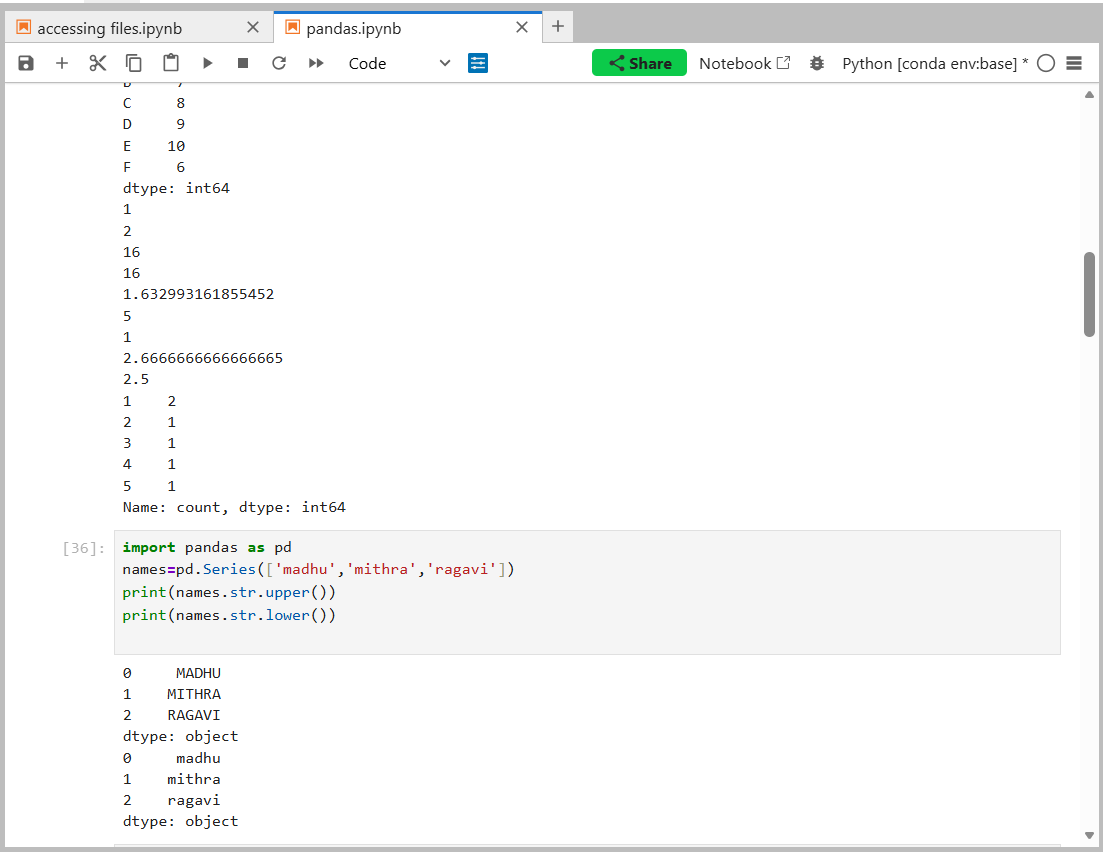 accessing files.ipynb
pandas.ipynb
Code
Share
Notebook
Python [conda env:base] *
C      8
D      9
E     10
F      6
dtype: int64
1
2
16
16
1.632993161855452
5
1
2.6666666666666665
2.5
1    2
2    1
3    1
4    1
5    1
Name: count, dtype: int64
[36]:
import pandas as pd
names=pd.Series(['madhu','mithra','ragavi'])
print(names.str.upper())
print(names.str.lower())
0     MADHU
1    MITHRA
2    RAGAVI
dtype: object
0     madhu
1    mithra
2    ragavi
dtype: object